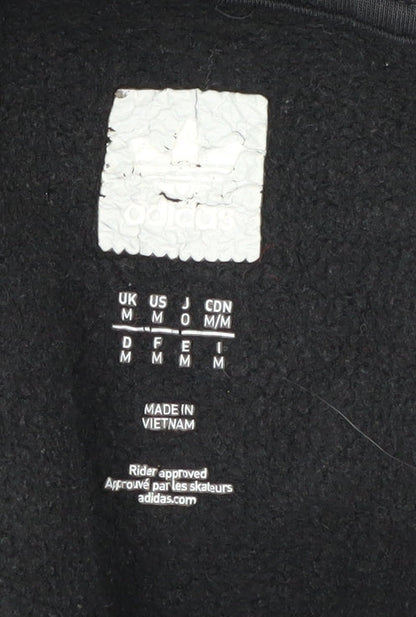 adidas
UK US J CDN
M M O M/M
D F E I
M M M M
MADE IN
VIETNAM
Rider approved
Approuvé par les skateurs
adidas.com